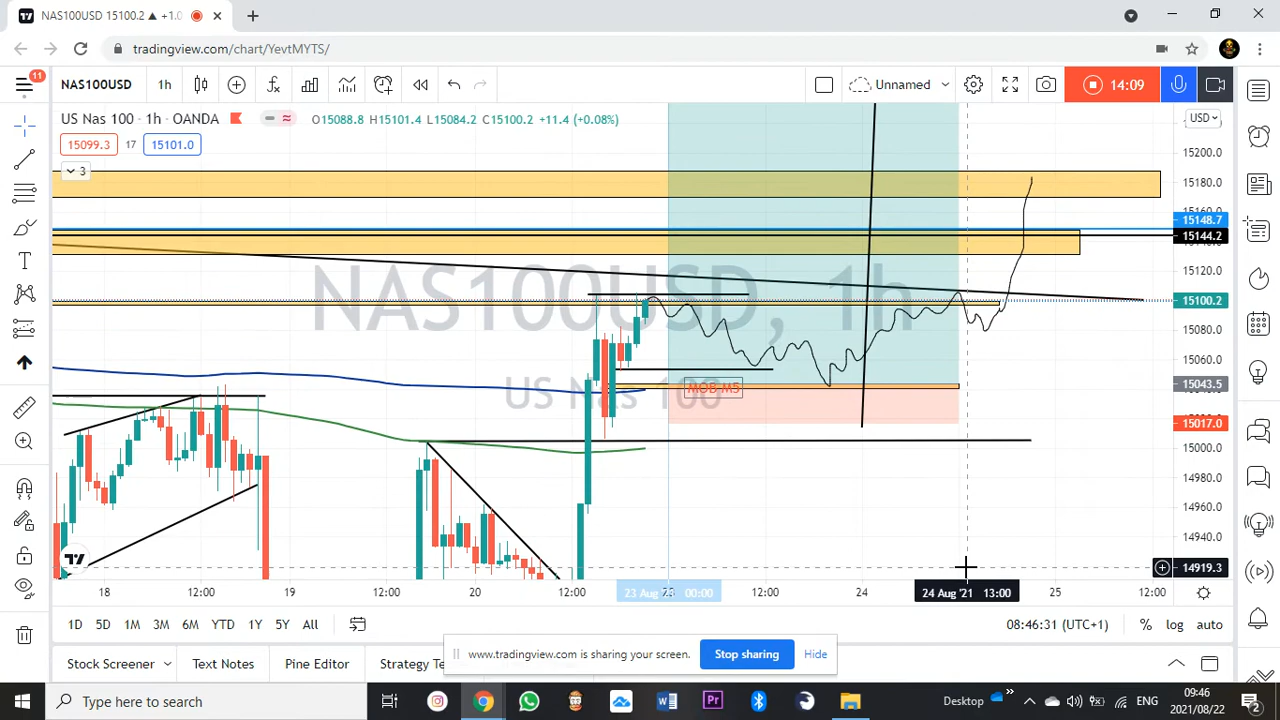 NAS100USD 15100.2 ▲ +1.0
tradingview.com/chart/YevtMYTS/
11
NAS100USD
1h
Unnamed
14:09
US Nas 100 · 1h · OANDA
O15088.8 H15101.4 L15084.2 C15100.2 +11.4 (+0.08%)
USD
15099.3
17
15101.0
3
15200.0
15180.0
15160.0
15148.7
15144.2
15120.0
15100.2
15080.0
15060.0
15043.5
15017.0
15000.0
14980.0
14960.0
14940.0
14919.3
NAS100USD, 1h
US Nas 100
MOB M5
18
12:00
19
20
12:00
23 Aug '21 00:00
12:00
24
24 Aug '21 13:00
25
12:00
1D
5D
1M
3M
6M
YTD
1Y
5Y
All
08:46:31 (UTC+1)
%
log
auto
www.tradingview.com is sharing your screen.
Stop sharing
Hide
Stock Screener
Text Notes
Pine Editor
Strategy Te
Type here to search
Desktop
ENG
09:46
2021/08/22
2